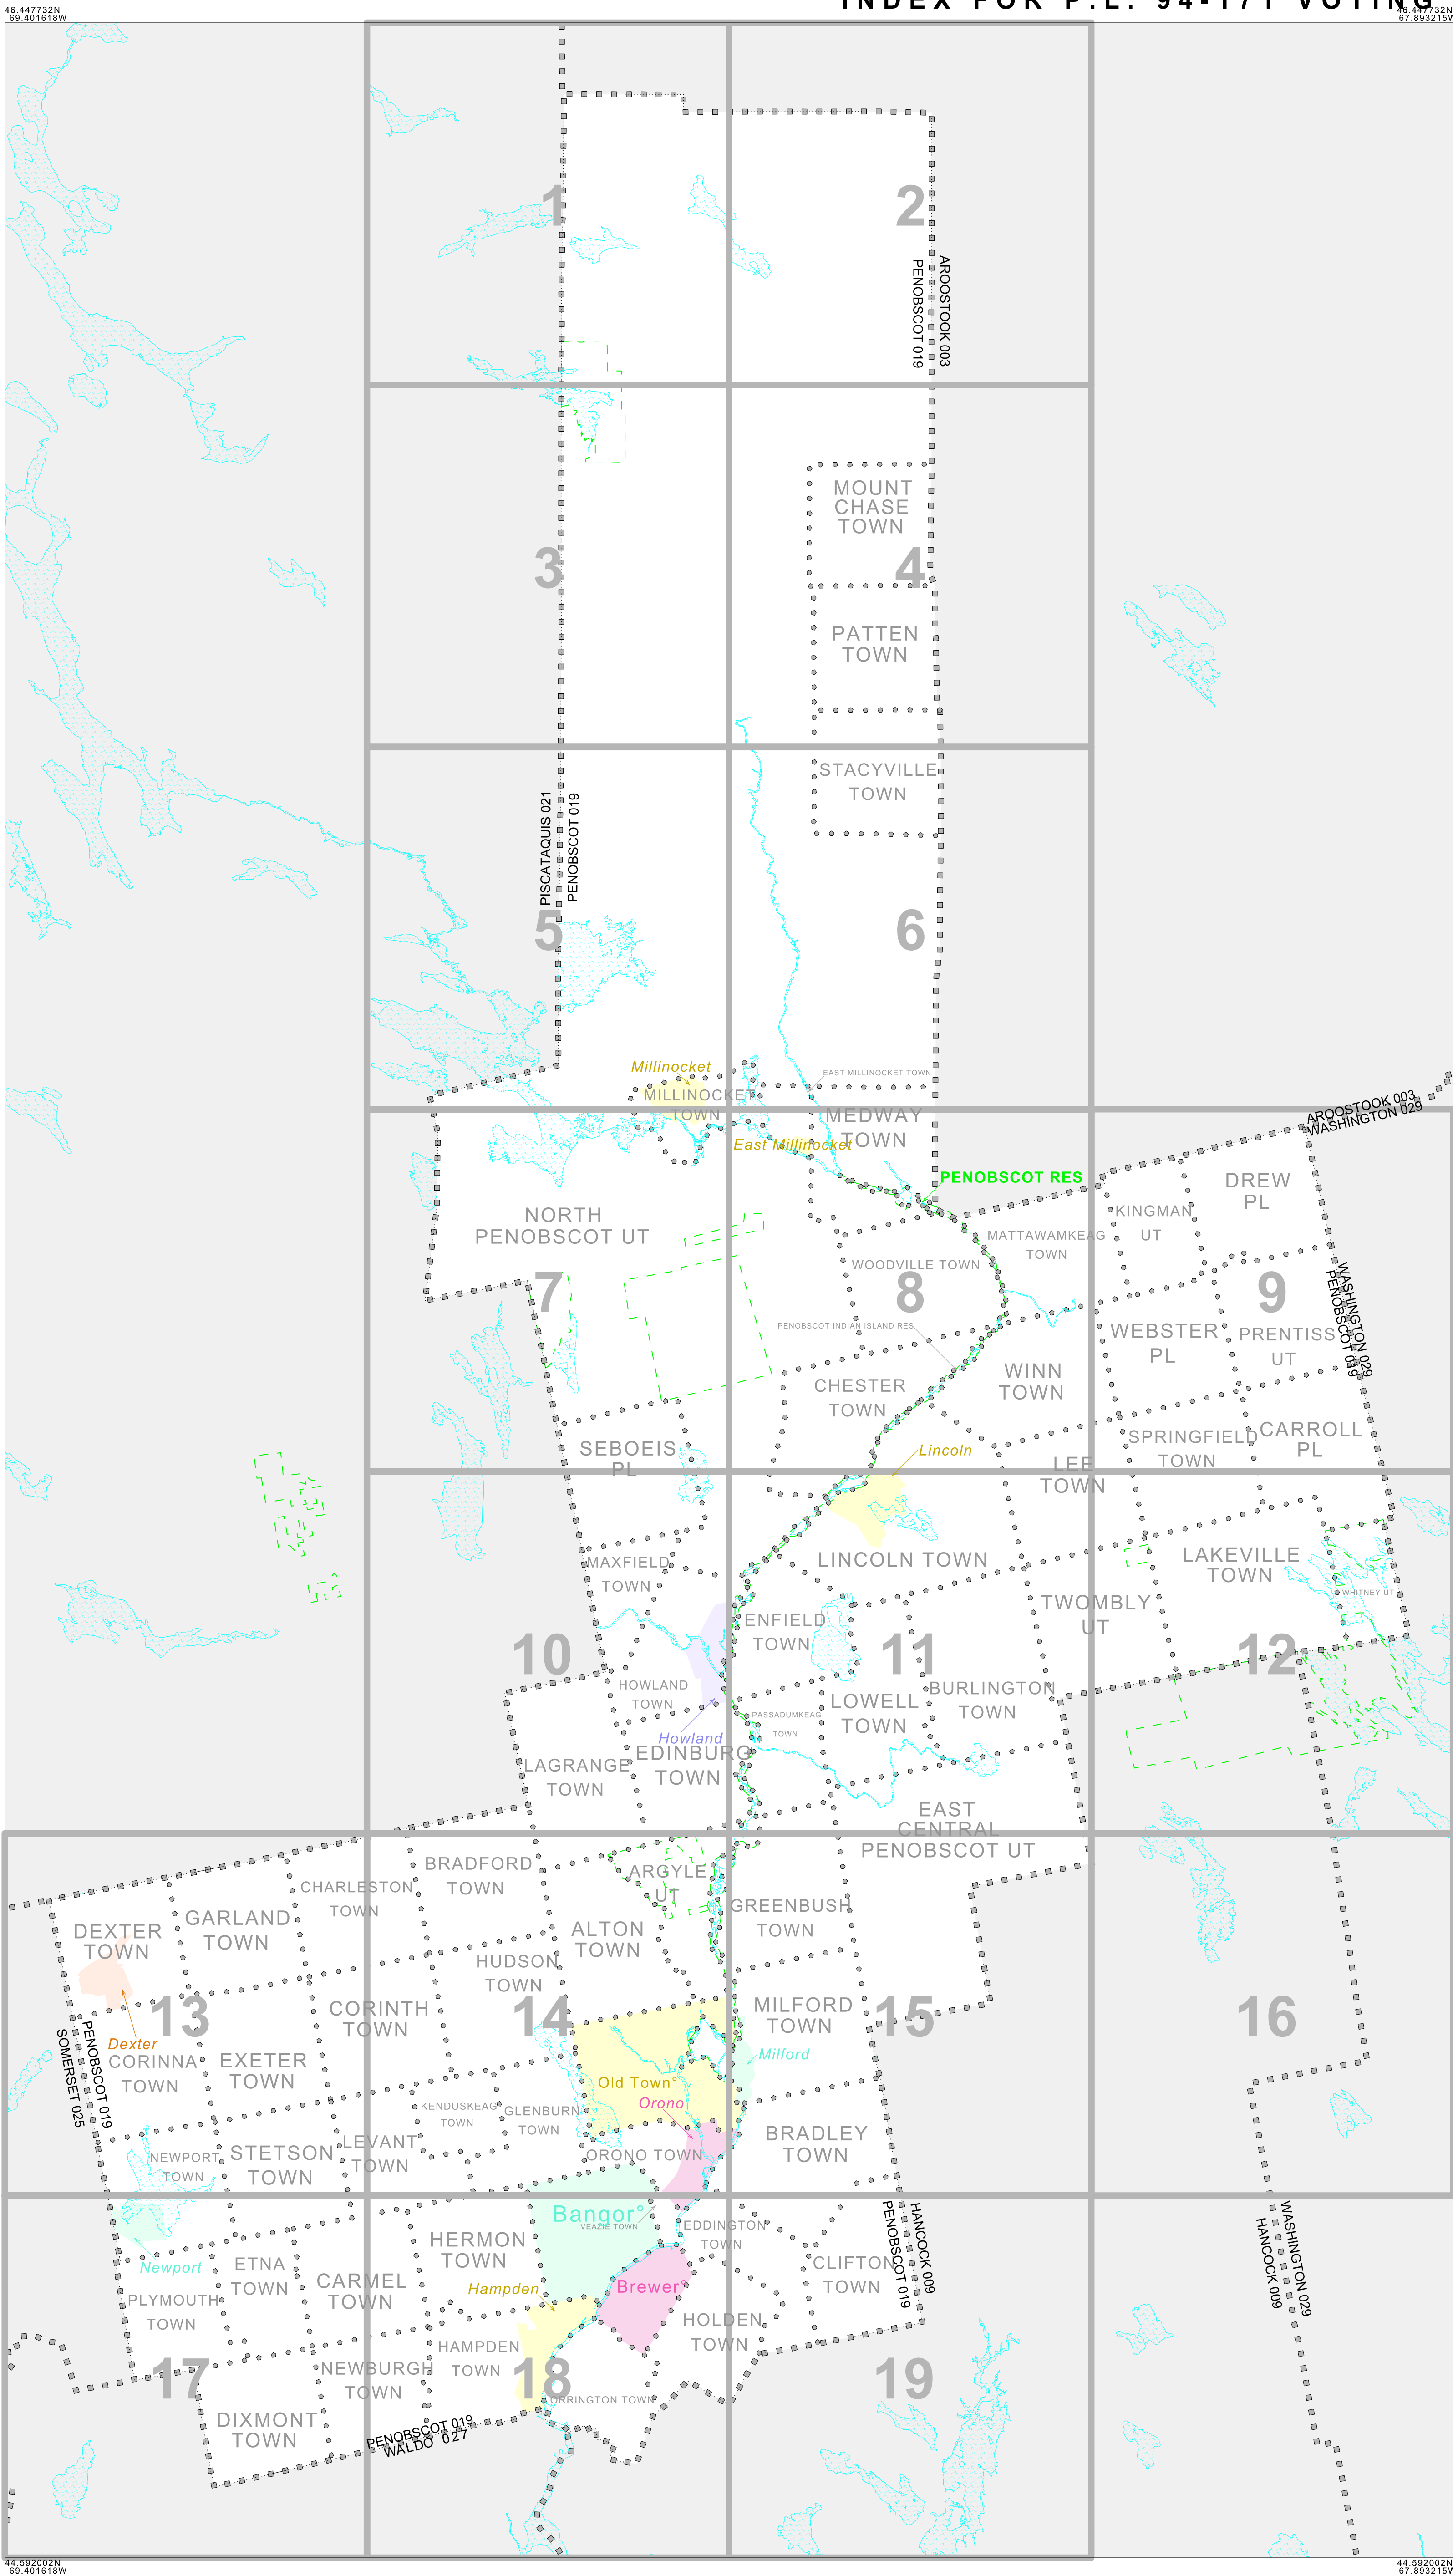 INDEX FOR P.L. 94-171 VOTING
46.447732N
69.401618W
46.447732N
67.893215W
1
2
AROOSTOOK 003
PENOBSCOT 019
MOUNT
CHASE
TOWN
3
4
PATTEN
TOWN
STACYVILLE
TOWN
PISCATAQUIS 021
PENOBSCOT 019
5
6
Millinocket
EAST MILLINOCKET TOWN
MILLINOCKET
TOWN
MEDWAY
TOWN
East Millinocket
AROOSTOOK 003
WASHINGTON 029
PENOBSCOT RES
DREW
PL
KINGMAN
UT
NORTH
PENOBSCOT UT
MATTAWAMKEAG
TOWN
WOODVILLE TOWN
7
8
9
WASHINGTON 029
PENOBSCOT 019
PENOBSCOT INDIAN ISLAND RES
WEBSTER
PL
PRENTISS
UT
WINN
TOWN
CHESTER
TOWN
SEBOEIS
PL
Lincoln
SPRINGFIELD
TOWN
CARROLL
PL
LEE
TOWN
MAXFIELD
TOWN
LINCOLN TOWN
LAKEVILLE
TOWN
WHITNEY UT
TWOMBLY
UT
ENFIELD
TOWN
10
11
12
HOWLAND
TOWN
BURLINGTON
TOWN
LOWELL
TOWN
PASSADUMKEAG
TOWN
Howland
EDINBURG
TOWN
LAGRANGE
TOWN
EAST
CENTRAL
PENOBSCOT UT
BRADFORD
TOWN
ARGYLE
UT
CHARLESTON
TOWN
GREENBUSH
TOWN
GARLAND
TOWN
DEXTER
TOWN
ALTON
TOWN
HUDSON
TOWN
CORINTH
TOWN
MILFORD
TOWN
13
14
15
16
Dexter
CORINNA
TOWN
EXETER
TOWN
PENOBSCOT 019
SOMERSET 025
Milford
Old Town°
Orono
KENDUSKEAG
TOWN
GLENBURN
TOWN
BRADLEY
TOWN
LEVANT
TOWN
STETSON
TOWN
NEWPORT
TOWN
ORONO TOWN
Bangor°
VEAZIE TOWN
EDDINGTON
TOWN
HERMON
TOWN
HANCOCK 009
PENOBSCOT 019
WASHINGTON 029
HANCOCK 009
Newport
ETNA
TOWN
CARMEL
TOWN
CLIFTON
TOWN
Hampden
Brewer°
PLYMOUTH
TOWN
HOLDEN
TOWN
HAMPDEN
TOWN
NEWBURGH
TOWN
17
18
19
ORRINGTON TOWN
DIXMONT
TOWN
PENOBSCOT 019
WALDO 027
44.592002N
69.401618W
44.592002N
67.893215W